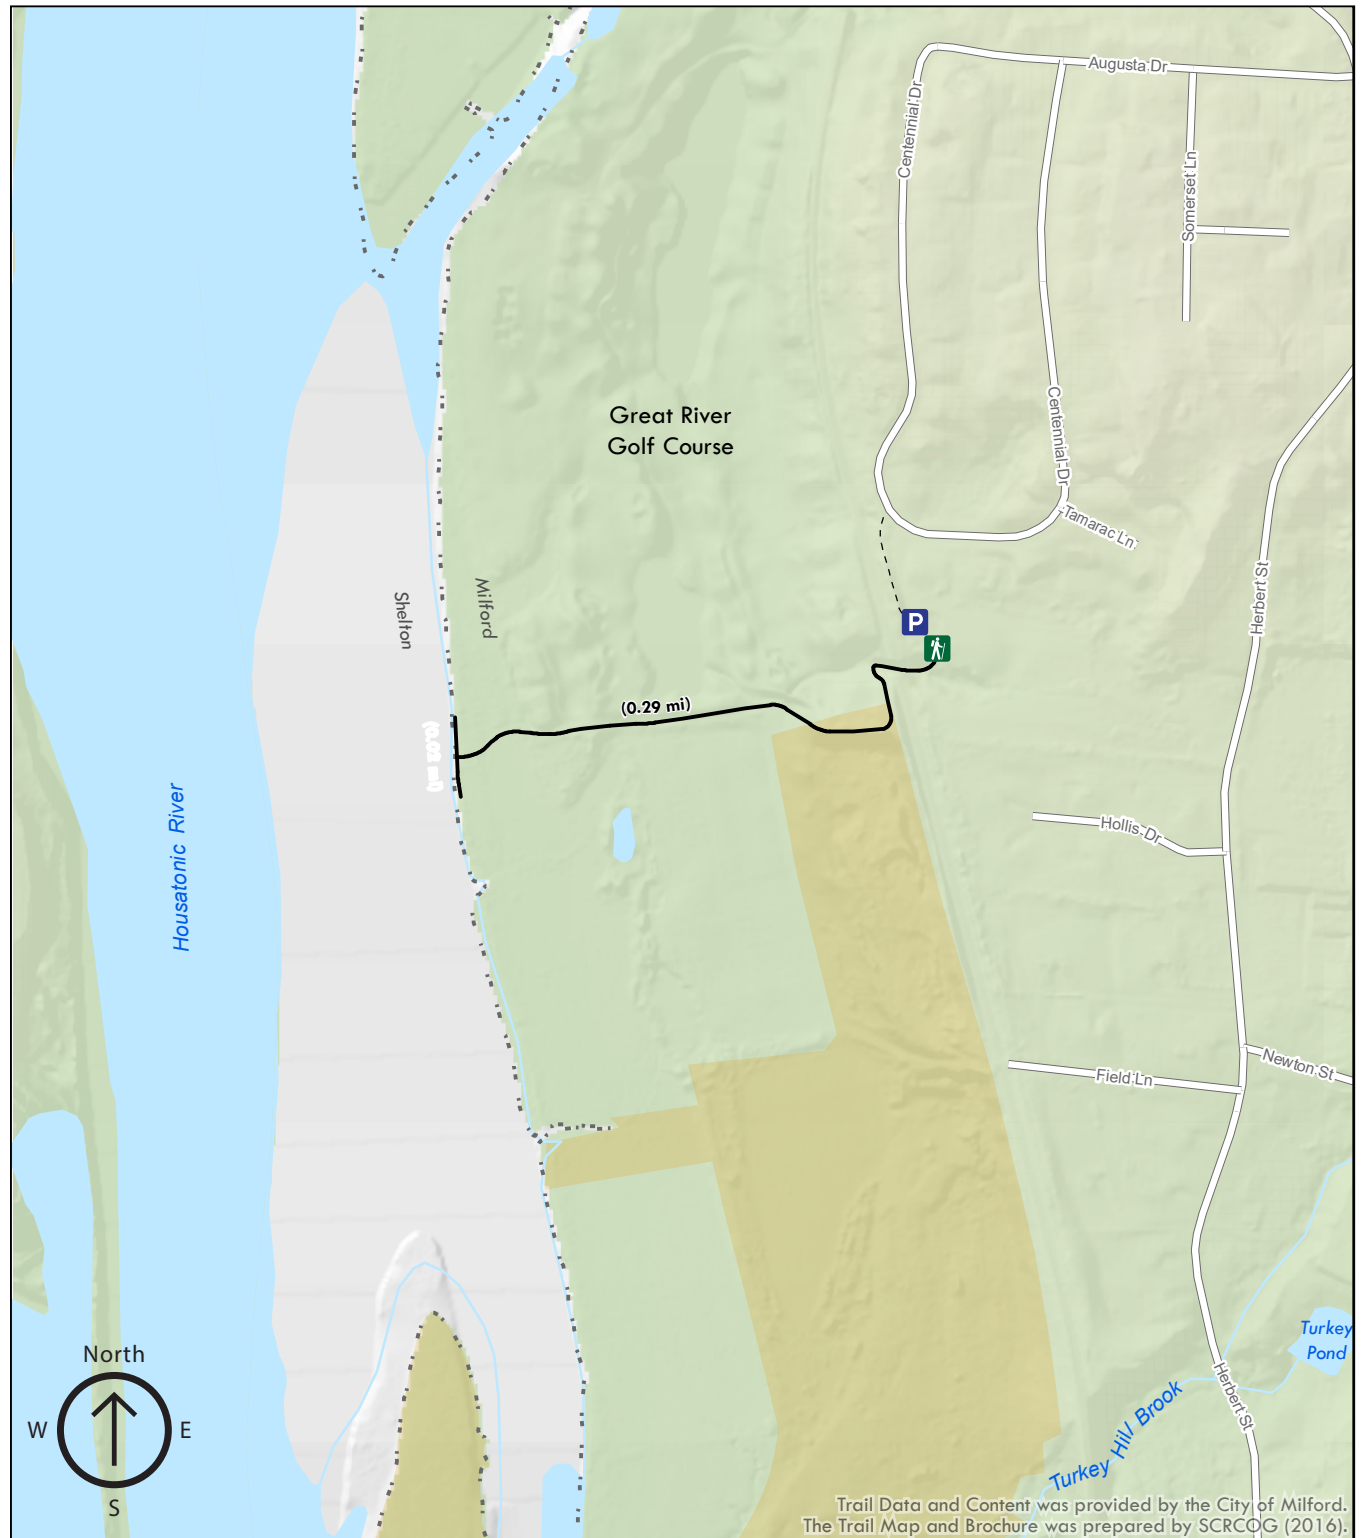 Augusta Dr
Centennial Dr
Somerset Ln
Great River
Golf Course
Centennial Dr
Tamarac Ln
Herbert St
Milford
Shelton
P
(0.29 mi)
(0.02 mi)
Housatonic River
Hollis Dr
Newton St
Field Ln
Turkey
Pond
North
W
E
S
Herbert St
Turkey Hill Brook
Trail Data and Content was provided by the City of Milford.
The Trail Map and Brochure was prepared by SCRCOG (2016).